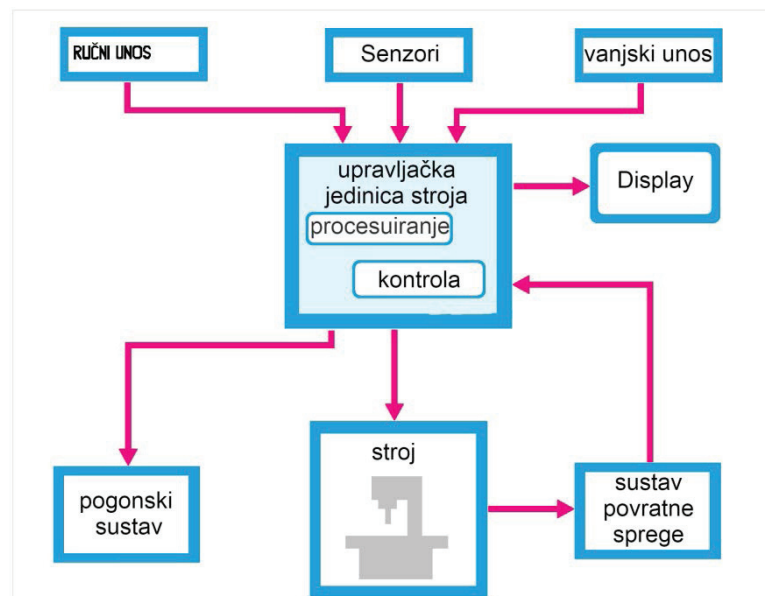 RUČNI UNOS
Senzori
vanjski unos
upravljačka
jedinica stroja
procesuiranje
kontrola
Display
pogonski
sustav
stroj
sustav
povratne
sprege